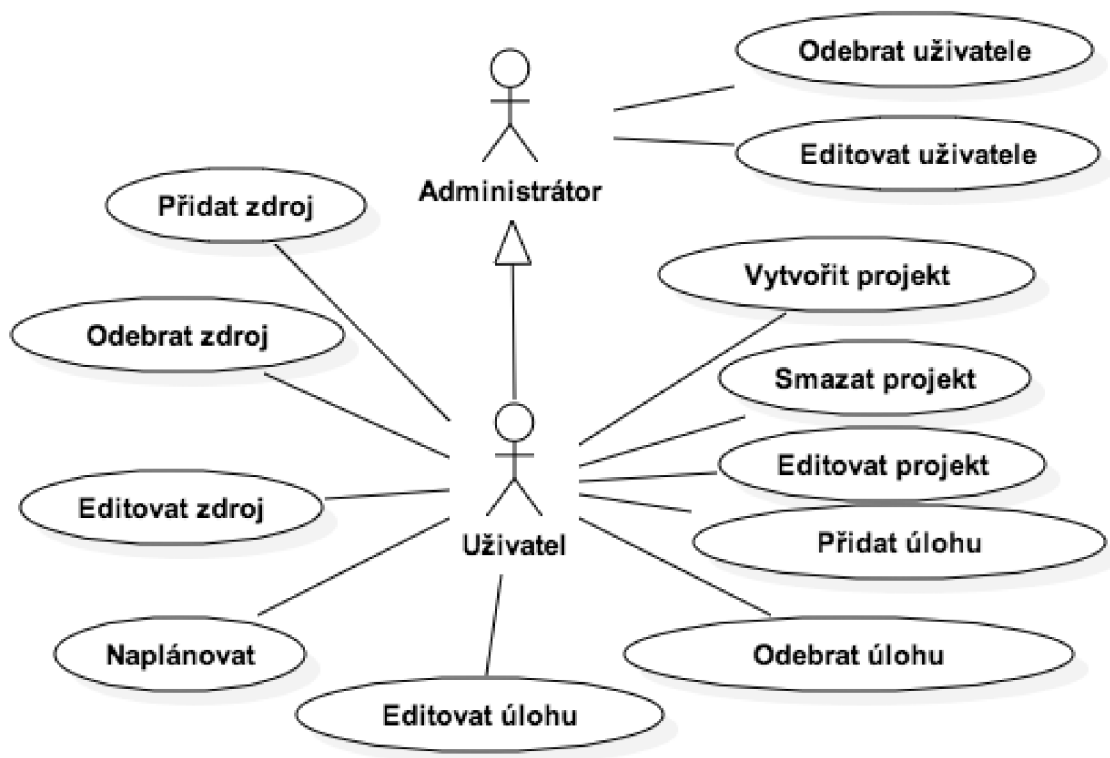 Odebrat uživatele
Editovat uživatele
Administrátor
Přidat zdroj
Vytvořit projekt
Odebrat zdroj
Smazat projekt
Editovat projekt
Editovat zdroj
Uživatel
Přidat úlohu
Naplánovat
Odebrat úlohu
Editovat úlohu